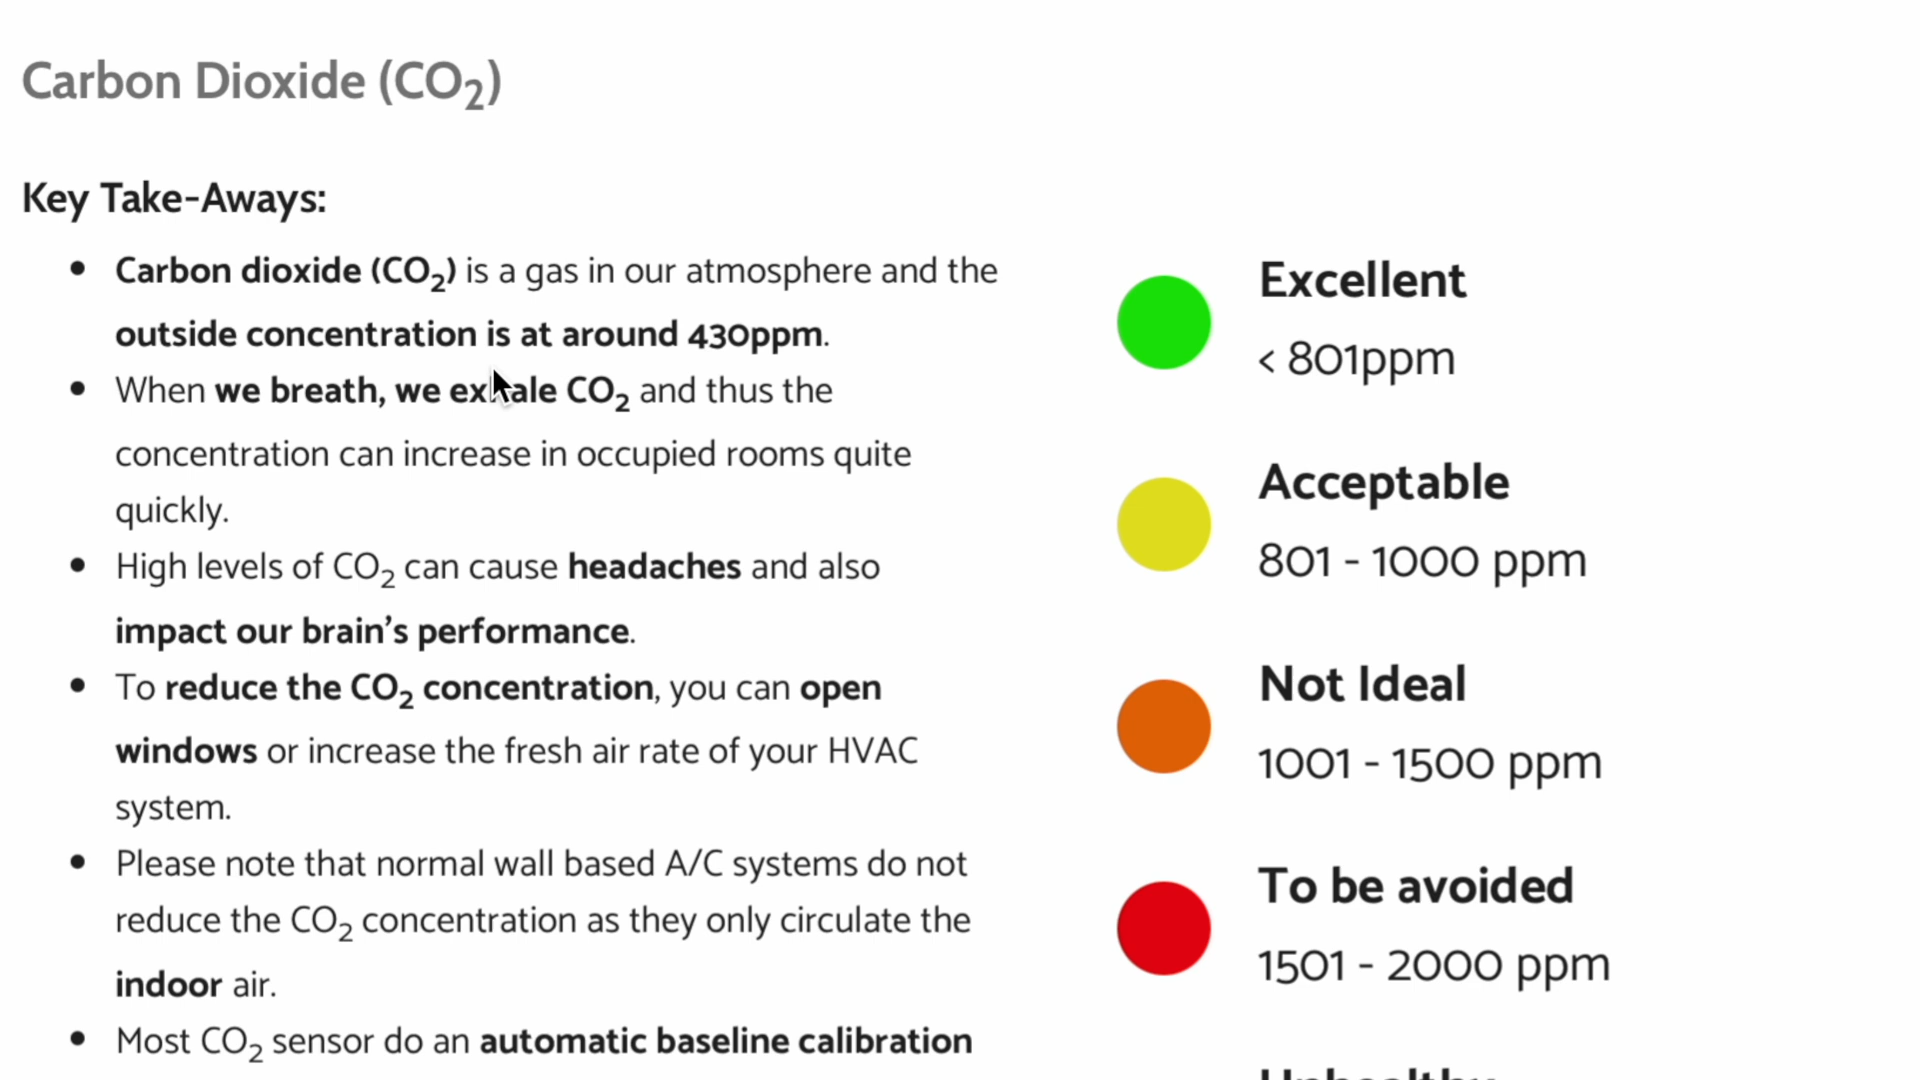 Carbon Dioxide (CO₂)
Key Take-Aways:
• Carbon dioxide (CO₂) is a gas in our atmosphere and the
outside concentration is at around 430ppm.
• When we breath, we exhale CO₂ and thus the
concentration can increase in occupied rooms quite
quickly.
• High levels of CO₂ can cause headaches and also
impact our brain’s performance.
• To reduce the CO₂ concentration, you can open
windows or increase the fresh air rate of your HVAC
system.
• Please note that normal wall based A/C systems do not
reduce the CO₂ concentration as they only circulate the
indoor air.
• Most CO₂ sensor do an automatic baseline calibration
Excellent
< 801ppm
Acceptable
801 - 1000 ppm
Not Ideal
1001 - 1500 ppm
To be avoided
1501 - 2000 ppm
Unhealthy